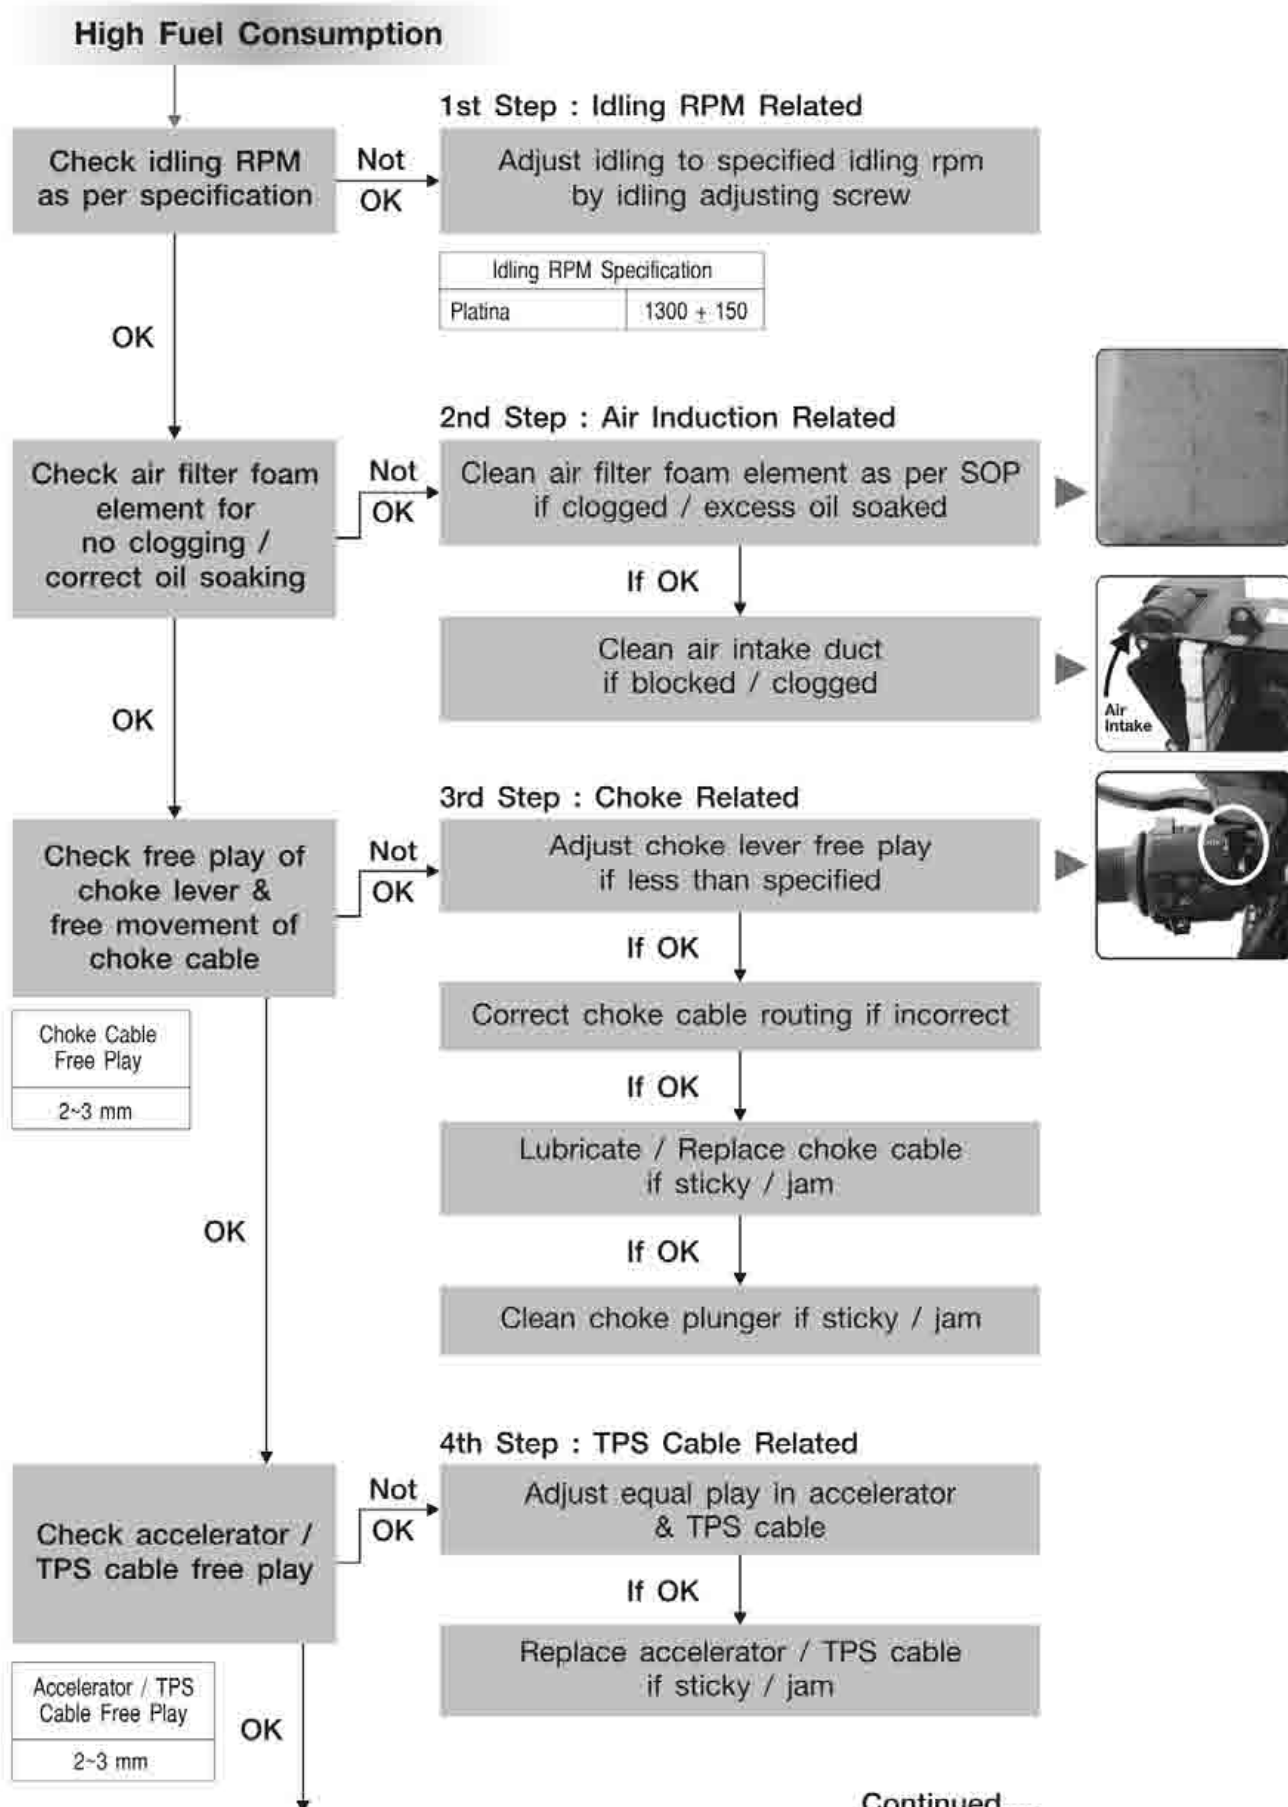 High Fuel Consumption
1st Step : Idling RPM Related
Check idling RPM
as per specification
Not
OK
Adjust idling to specified idling rpm
by idling adjusting screw
Idling RPM Specification
Platina 1300 ± 150
OK
2nd Step : Air Induction Related
Check air filter foam
element for
no clogging /
correct oil soaking
Not
OK
Clean air filter foam element as per SOP
if clogged / excess oil soaked
If OK
Clean air intake duct
if blocked / clogged
Air
Intake
OK
3rd Step : Choke Related
Check free play of
choke lever &
free movement of
choke cable
Not
OK
Adjust choke lever free play
if less than specified
If OK
Correct choke cable routing if incorrect
Choke Cable
Free Play
2~3 mm
If OK
Lubricate / Replace choke cable
if sticky / jam
OK
If OK
Clean choke plunger if sticky / jam
4th Step : TPS Cable Related
Check accelerator /
TPS cable free play
Not
OK
Adjust equal play in accelerator
& TPS cable
If OK
Replace accelerator / TPS cable
if sticky / jam
Accelerator / TPS
Cable Free Play
2~3 mm
OK
Continued